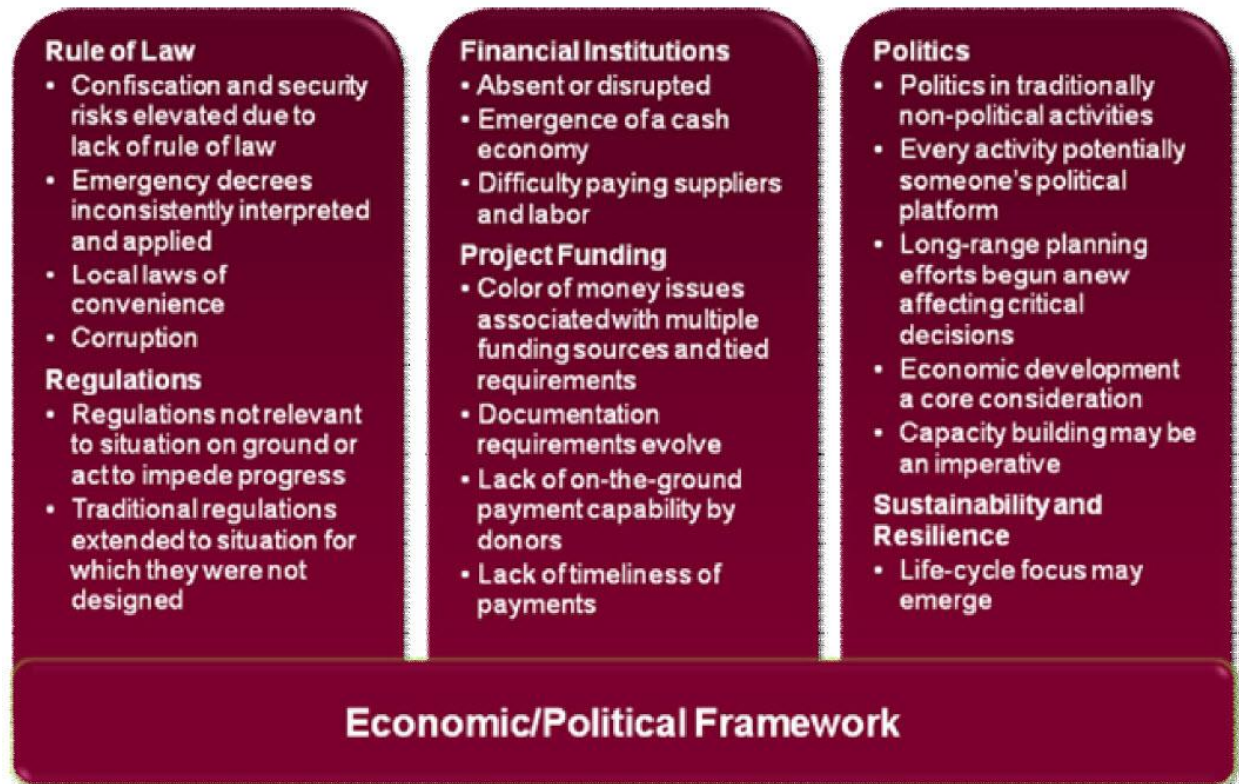 Rule of Law
• Confiscation and security
risks elevated due to
lack of rule of law
• Emergency decrees
inconsistently interpreted
and applied
• Local laws of
convenience
• Corruption
Regulations
• Regulations not relevant
to situation on ground or
act to impede progress
• Traditional regulations
extended to situation for
which they were not
designed
Financial Institutions
• Absent or disrupted
• Emergence of a cash
economy
• Difficulty paying suppliers
and labor
Project Funding
• Color of money issues
associated with multiple
funding sources and tied
requirements
• Documentation
requirements evolve
• Lack of on-the-ground
payment capability by
donors
• Lack of timeliness of
payments
Politics
• Politics in traditionally
non-political activities
• Every activity potentially
someone's political
platform
• Long-range planning
efforts begun anew
affecting critical
decisions
• Economic development
a core consideration
• Capacity building may be
an imperative
Sustainability and
Resilience
• Life-cycle focus may
emerge
Economic/Political Framework